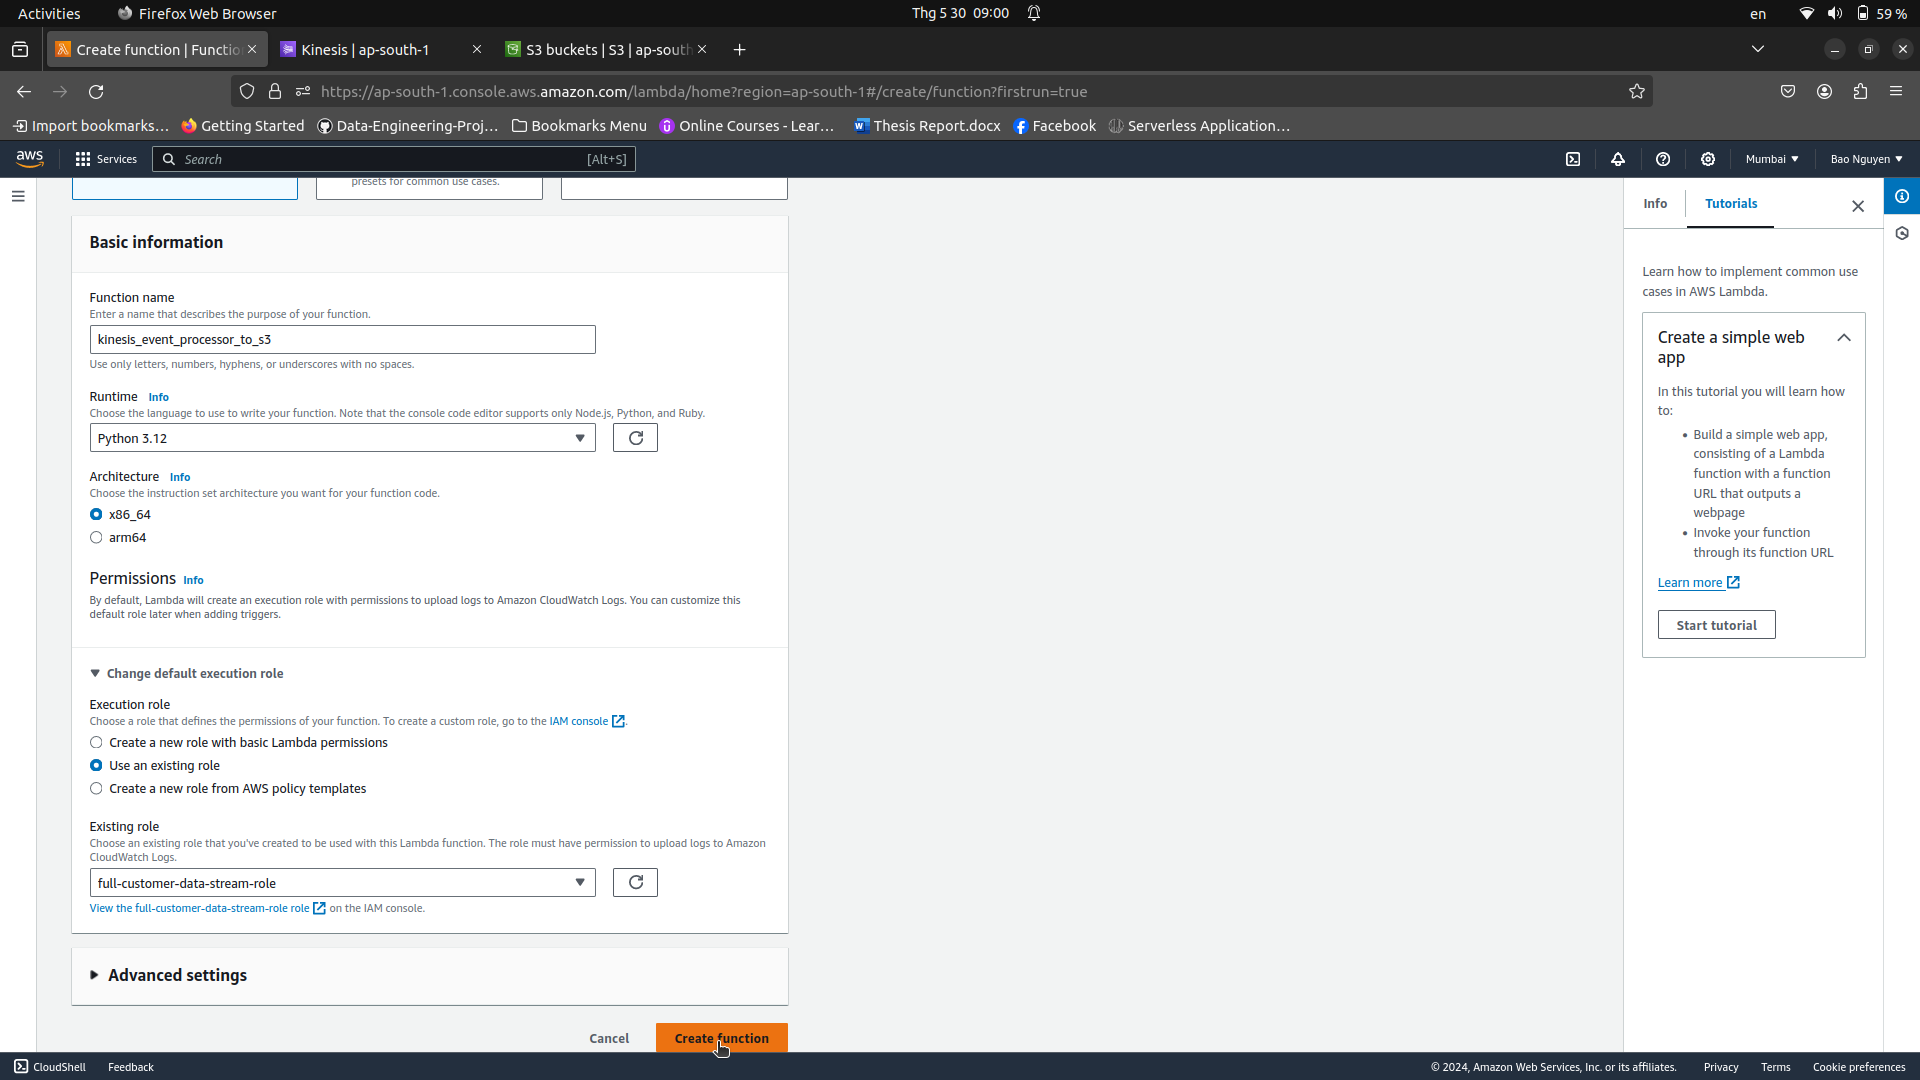 Activities
Firefox Web Browser
Thg 5 30 09:00
en
59 %
Create function | Functio
Kinesis | ap-south-1
S3 buckets | S3 | ap-sout
https://ap-south-1.console.aws.amazon.com/lambda/home?region=ap-south-1#/create/function?firstrun=true
Import bookmarks...
Getting Started
Data-Engineering-Proj...
Bookmarks Menu
Online Courses - Lear...
Thesis Report.docx
Facebook
Serverless Application...
aws
Services
Search
[Alt+S]
Mumbai
Bao Nguyen
presets for common use cases.
Basic information
Function name
Enter a name that describes the purpose of your function.
kinesis_event_processor_to_s3
Use only letters, numbers, hyphens, or underscores with no spaces.
Runtime Info
Choose the language to use to write your function. Note that the console code editor supports only Node.js, Python, and Ruby.
Python 3.12
Architecture Info
Choose the instruction set architecture you want for your function code.
x86_64
arm64
Permissions Info
By default, Lambda will create an execution role with permissions to upload logs to Amazon CloudWatch Logs. You can customize this
default role later when adding triggers.
Change default execution role
Execution role
Choose a role that defines the permissions of your function. To create a custom role, go to the IAM console.
Create a new role with basic Lambda permissions
Use an existing role
Create a new role from AWS policy templates
Existing role
Choose an existing role that you've created to be used with this Lambda function. The role must have permission to upload logs to Amazon
CloudWatch Logs.
full-customer-data-stream-role
View the full-customer-data-stream-role role on the IAM console.
Advanced settings
Cancel
Create function
Info
Tutorials
Learn how to implement common use
cases in AWS Lambda.
Create a simple web
app
In this tutorial you will learn how
to:
• Build a simple web app,
consisting of a Lambda
function with a function
URL that outputs a
webpage
• Invoke your function
through its function URL
Learn more
Start tutorial
CloudShell
Feedback
© 2024, Amazon Web Services, Inc. or its affiliates.
Privacy
Terms
Cookie preferences